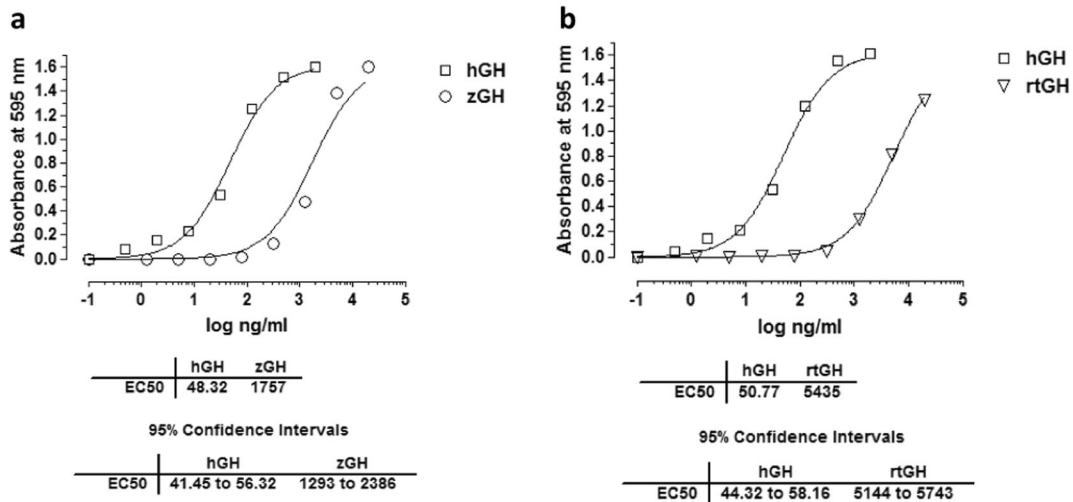 a
Absorbance at 595 nm
1.6
1.4
1.2
1.0
0.8
0.6
0.4
0.2
0.0
-1 0 1 2 3 4 5
log ng/ml
hGH
zGH
hGH zGH
EC50 48.32 1757
95% Confidence Intervals
hGH zGH
EC50 41.45 to 56.32 1293 to 2386
b
Absorbance at 595 nm
1.6
1.4
1.2
1.0
0.8
0.6
0.4
0.2
0.0
-1 0 1 2 3 4 5
log ng/ml
hGH
rtGH
hGH rtGH
EC50 50.77 5435
95% Confidence Intervals
hGH rtGH
EC50 44.32 to 58.16 5144 to 5743